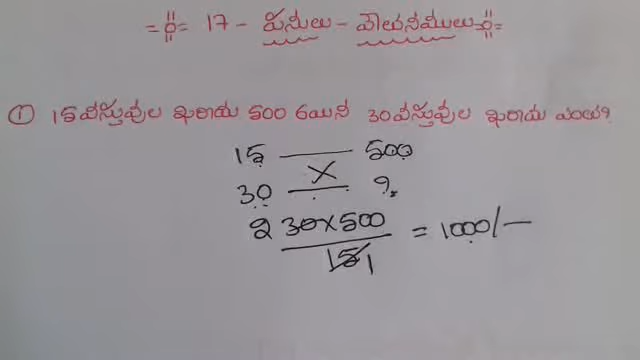 17 - పనులు - పౌనఃపున్యములు
① 15 వస్తువుల ఖరీదు 500 అయిన 30 వస్తువుల ఖరీదు ఎంత?
15 — 500
30 — ?
2 30×500
= 1000/-
15 1